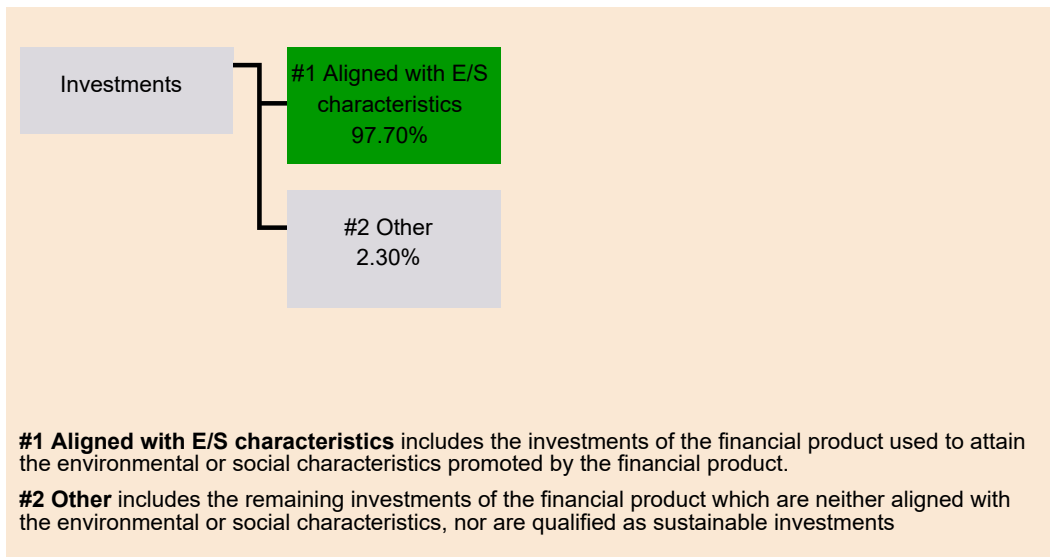 Investments
#1 Aligned with E/S
characteristics
97.70%
#2 Other
2.30%
#1 Aligned with E/S characteristics includes the investments of the financial product used to attain
the environmental or social characteristics promoted by the financial product.
#2 Other includes the remaining investments of the financial product which are neither aligned with
the environmental or social characteristics, nor are qualified as sustainable investments